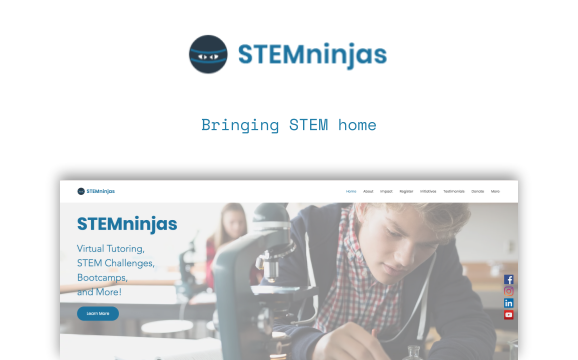 STEMninjas
Bringing STEM home
STEMninjas
Home About Impact Register Initiatives Testimonials Donate More
STEMninjas
Virtual Tutoring,
STEM Challenges,
Bootcamps,
and More!
Learn More